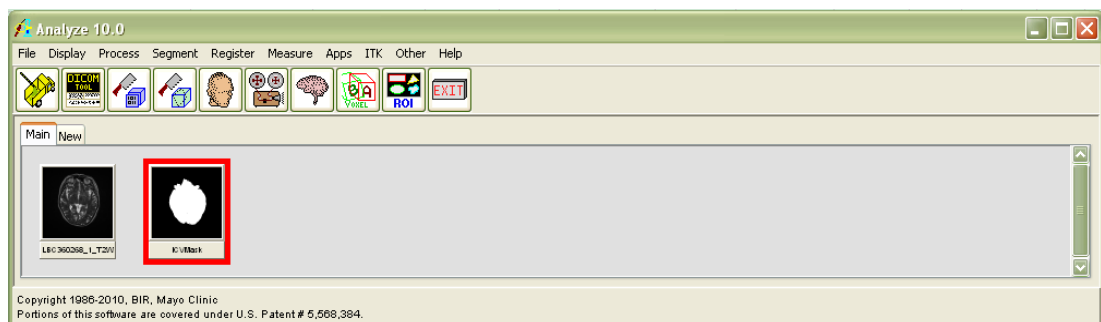 Analyze 10.0
File Display Process Segment Register Measure Apps ITK Other Help
DICOM TOOL VOXEL B A ROI EXIT
Main New
LBC360268_1_T2W ICVMask
Copyright 1986-2010, BIR, Mayo Clinic
Portions of this software are covered under U.S. Patent # 5,568,384.